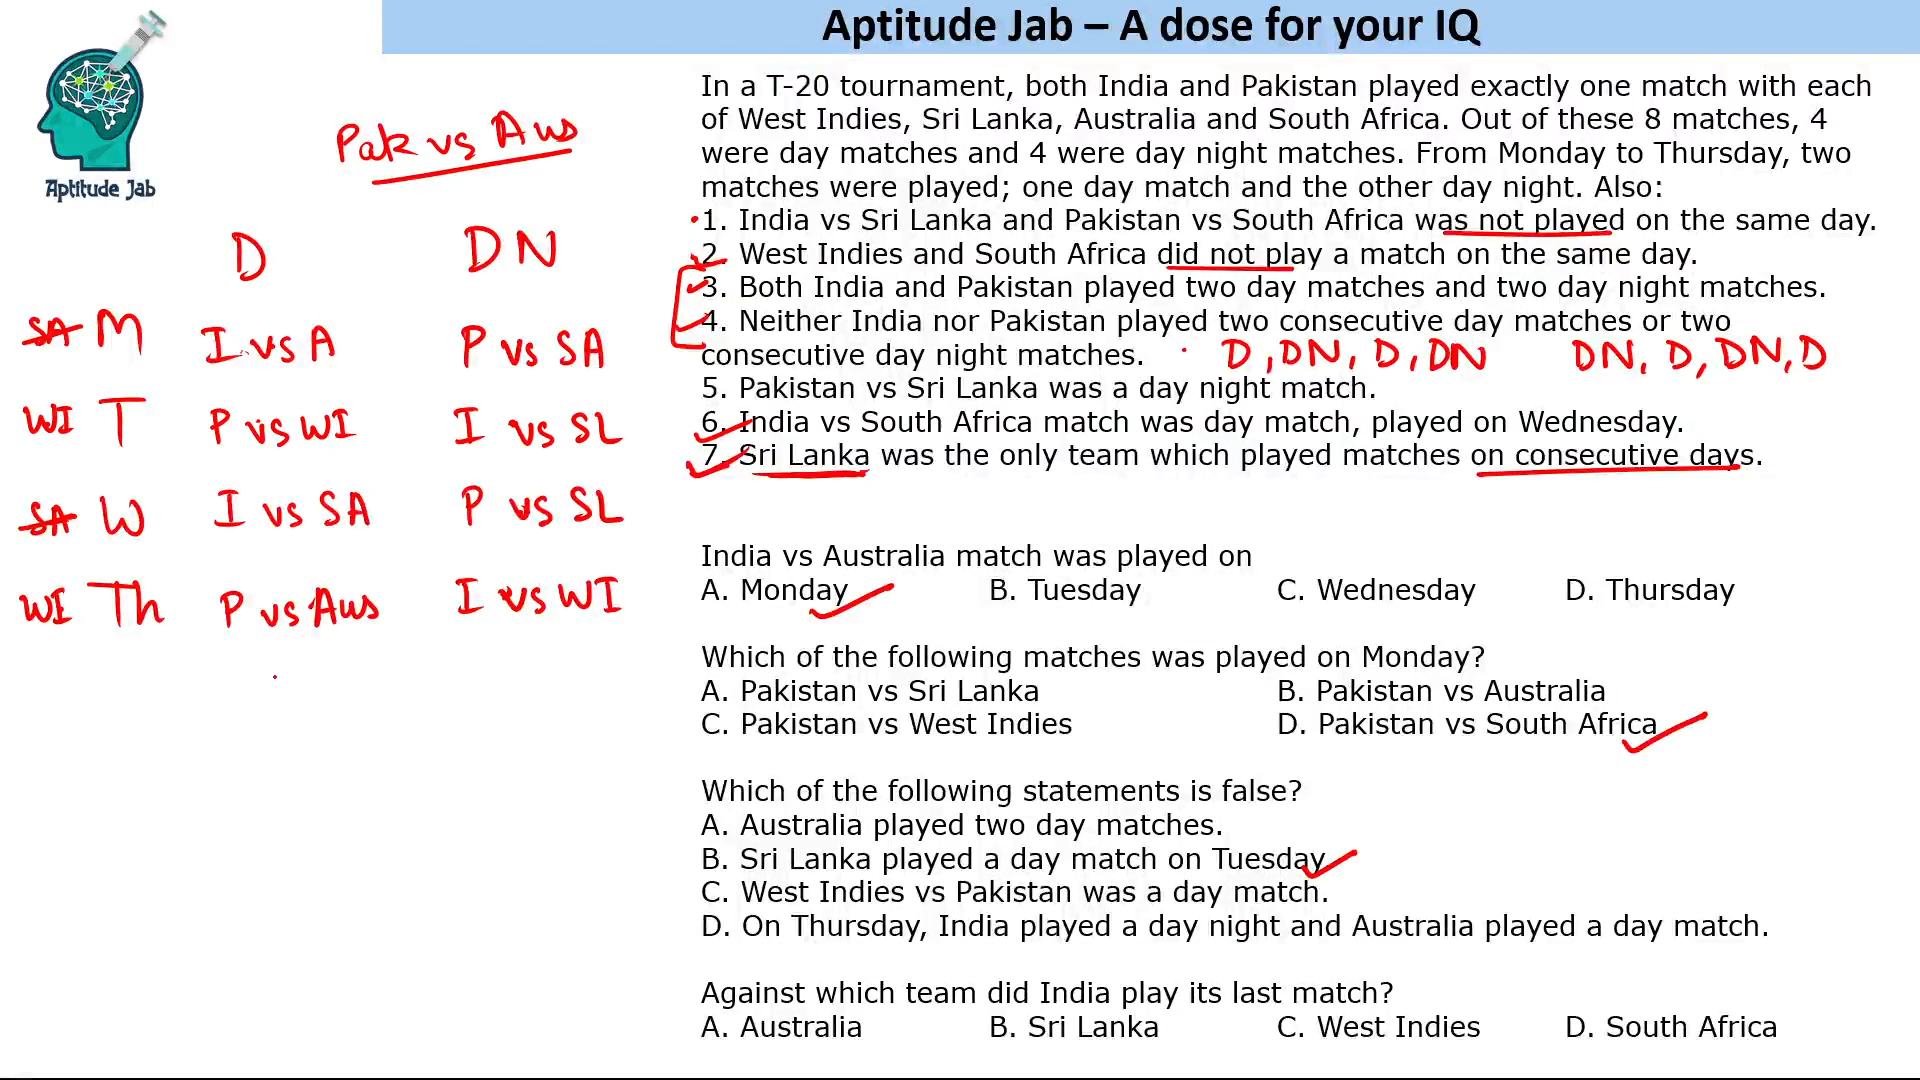 Aptitude Jab – A dose for your IQ
Aptitude Jab
In a T-20 tournament, both India and Pakistan played exactly one match with each
of West Indies, Sri Lanka, Australia and South Africa. Out of these 8 matches, 4
were day matches and 4 were day night matches. From Monday to Thursday, two
matches were played; one day match and the other day night. Also:
1. India vs Sri Lanka and Pakistan vs South Africa was not played on the same day.
2. West Indies and South Africa did not play a match on the same day.
3. Both India and Pakistan played two day matches and two day night matches.
4. Neither India nor Pakistan played two consecutive day matches or two
consecutive day night matches.
D, DN, D, DN DN, D, DN, D
5. Pakistan vs Sri Lanka was a day night match.
6. India vs South Africa match was day match, played on Wednesday.
7. Sri Lanka was the only team which played matches on consecutive days.
Pak vs Aus
D DN
SA M I vs A P vs SA
WI T P vs WI I vs SL
SA W I vs SA P vs SL
WI Th P vs Aus I vs WI
India vs Australia match was played on
A. Monday B. Tuesday C. Wednesday D. Thursday
Which of the following matches was played on Monday?
A. Pakistan vs Sri Lanka B. Pakistan vs Australia
C. Pakistan vs West Indies D. Pakistan vs South Africa
Which of the following statements is false?
A. Australia played two day matches.
B. Sri Lanka played a day match on Tuesday
C. West Indies vs Pakistan was a day match.
D. On Thursday, India played a day night and Australia played a day match.
Against which team did India play its last match?
A. Australia B. Sri Lanka C. West Indies D. South Africa